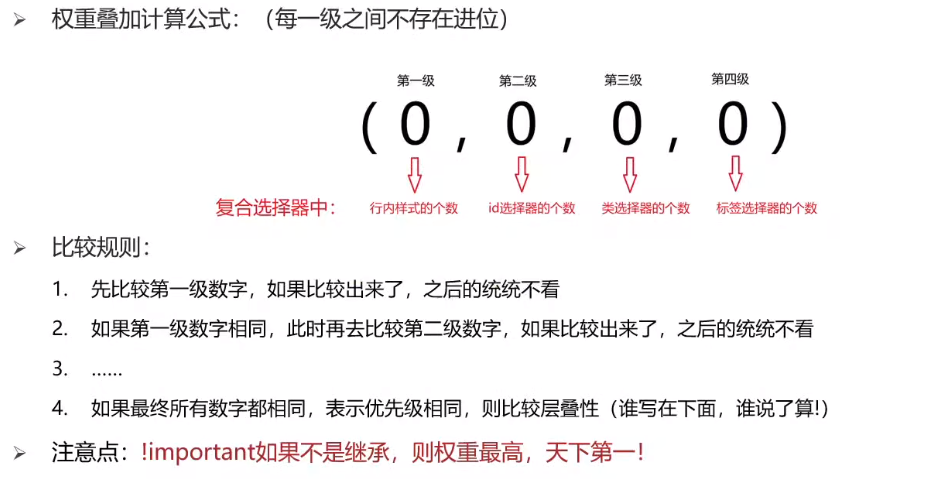 权重叠加计算公式：（每一级之间不存在进位）
第一级 第二级 第三级 第四级
(0,0,0,0)
复合选择器中： 行内样式的个数 id选择器的个数 类选择器的个数 标签选择器的个数
比较规则：
1. 先比较第一级数字，如果比较出来了，之后的统统不看
2. 如果第一级数字相同，此时再去比较第二级数字，如果比较出来了，之后的统统不看
3. ……
4. 如果最终所有数字都相同，表示优先级相同，则比较层叠性（谁写在下面，谁说了算!）
注意点：!important如果不是继承，则权重最高，天下第一！